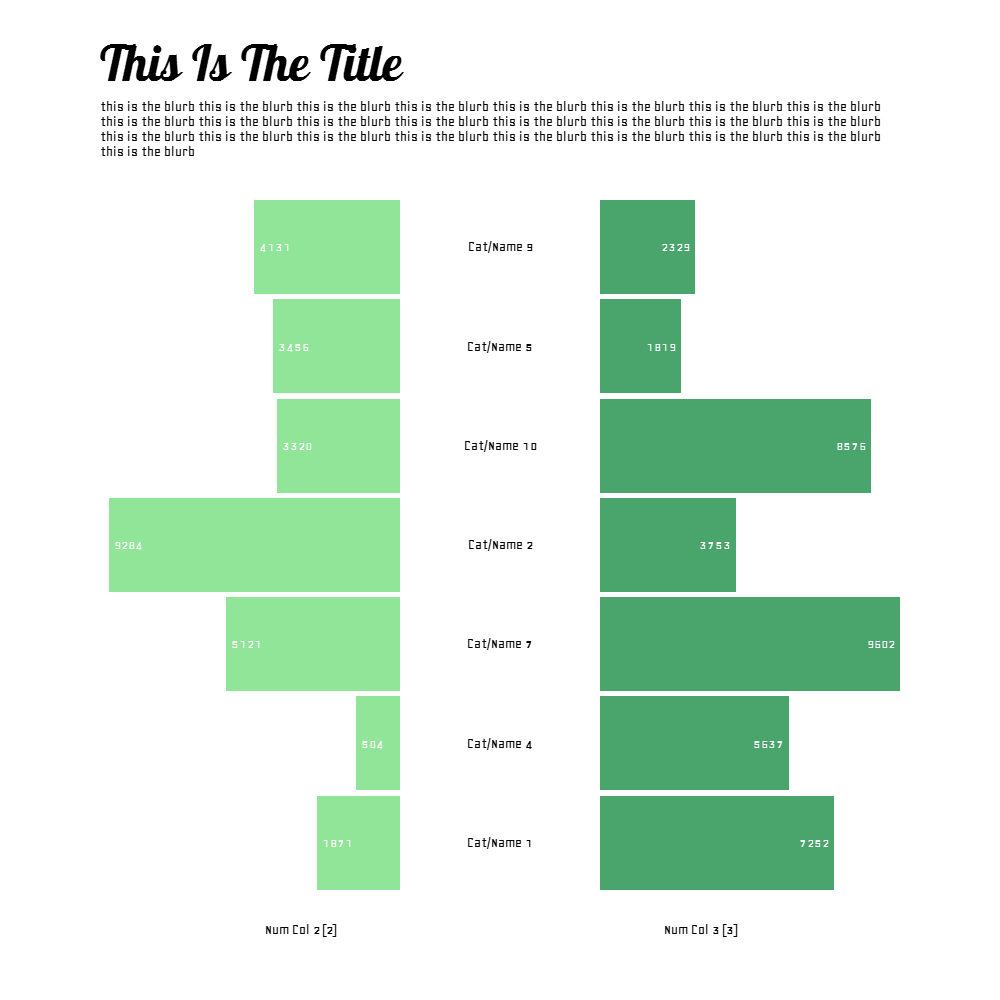 This Is The Title
this is the blurb this is the blurb this is the blurb this is the blurb this is the blurb this is the blurb this is the blurb this is the blurb
this is the blurb this is the blurb this is the blurb this is the blurb this is the blurb this is the blurb this is the blurb this is the blurb
this is the blurb this is the blurb this is the blurb this is the blurb this is the blurb this is the blurb this is the blurb this is the blurb
this is the blurb
4131 Cat/Name 9 2329
3456 Cat/Name 5 1819
3320 Cat/Name 10 8576
9284 Cat/Name 2 3753
5121 Cat/Name 7 9602
504 Cat/Name 4 5637
1871 Cat/Name 1 7252
Num Col 2 [2] Num Col 3 [3]